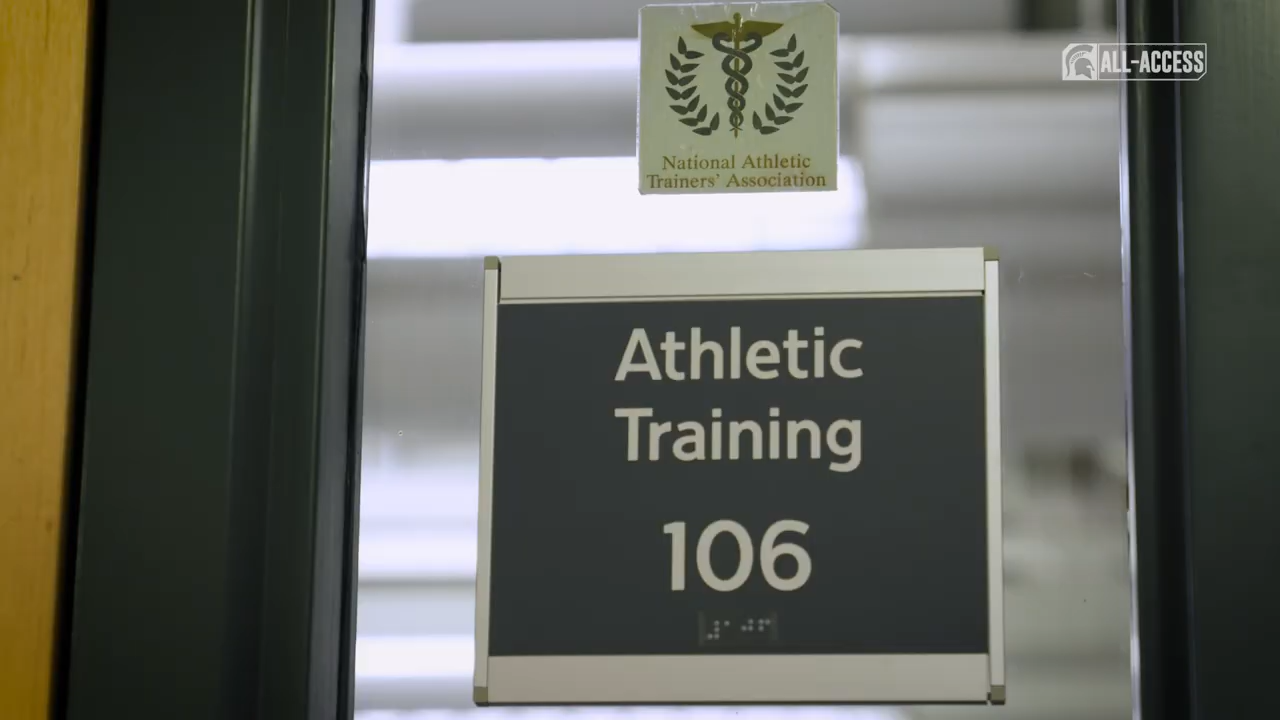 ALL-ACCESS
National Athletic
Trainers' Association
Athletic
Training
106